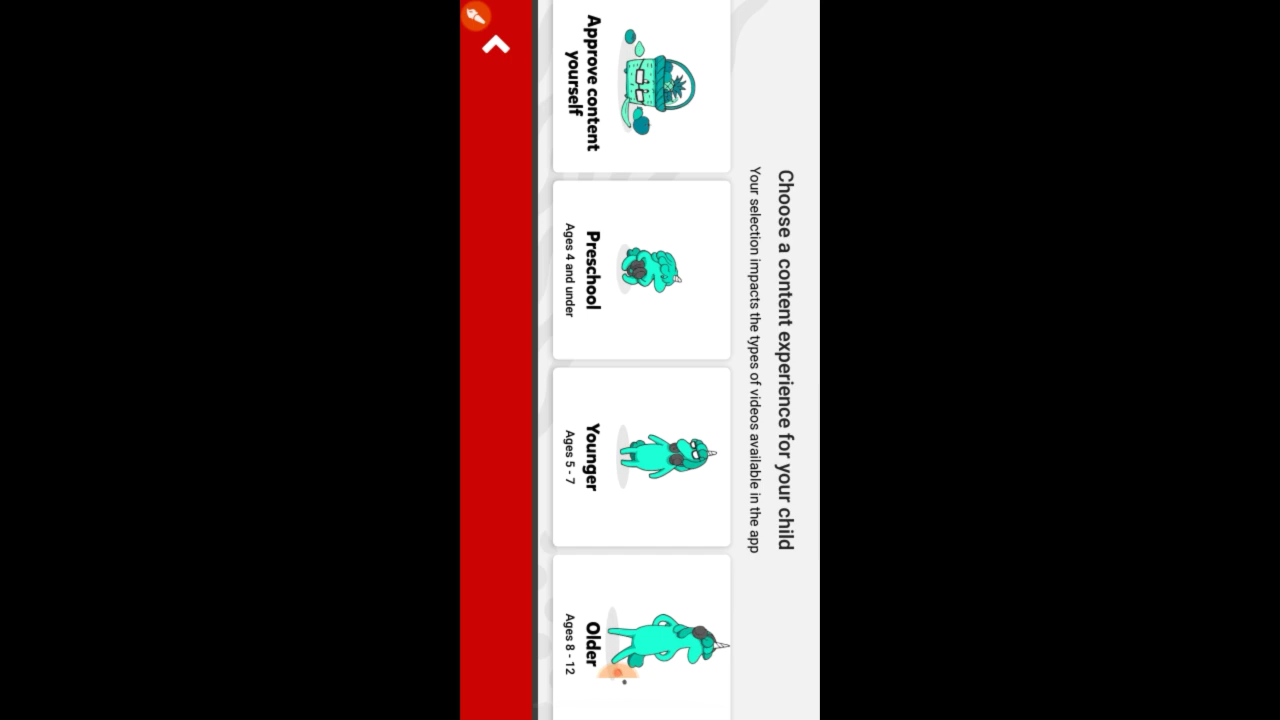 Choose a content experience for your child
Your selection impacts the types of videos available in the app
Approve content
yourself
Preschool
Ages 4 and under
Younger
Ages 5 - 7
Older
Ages 8 - 12